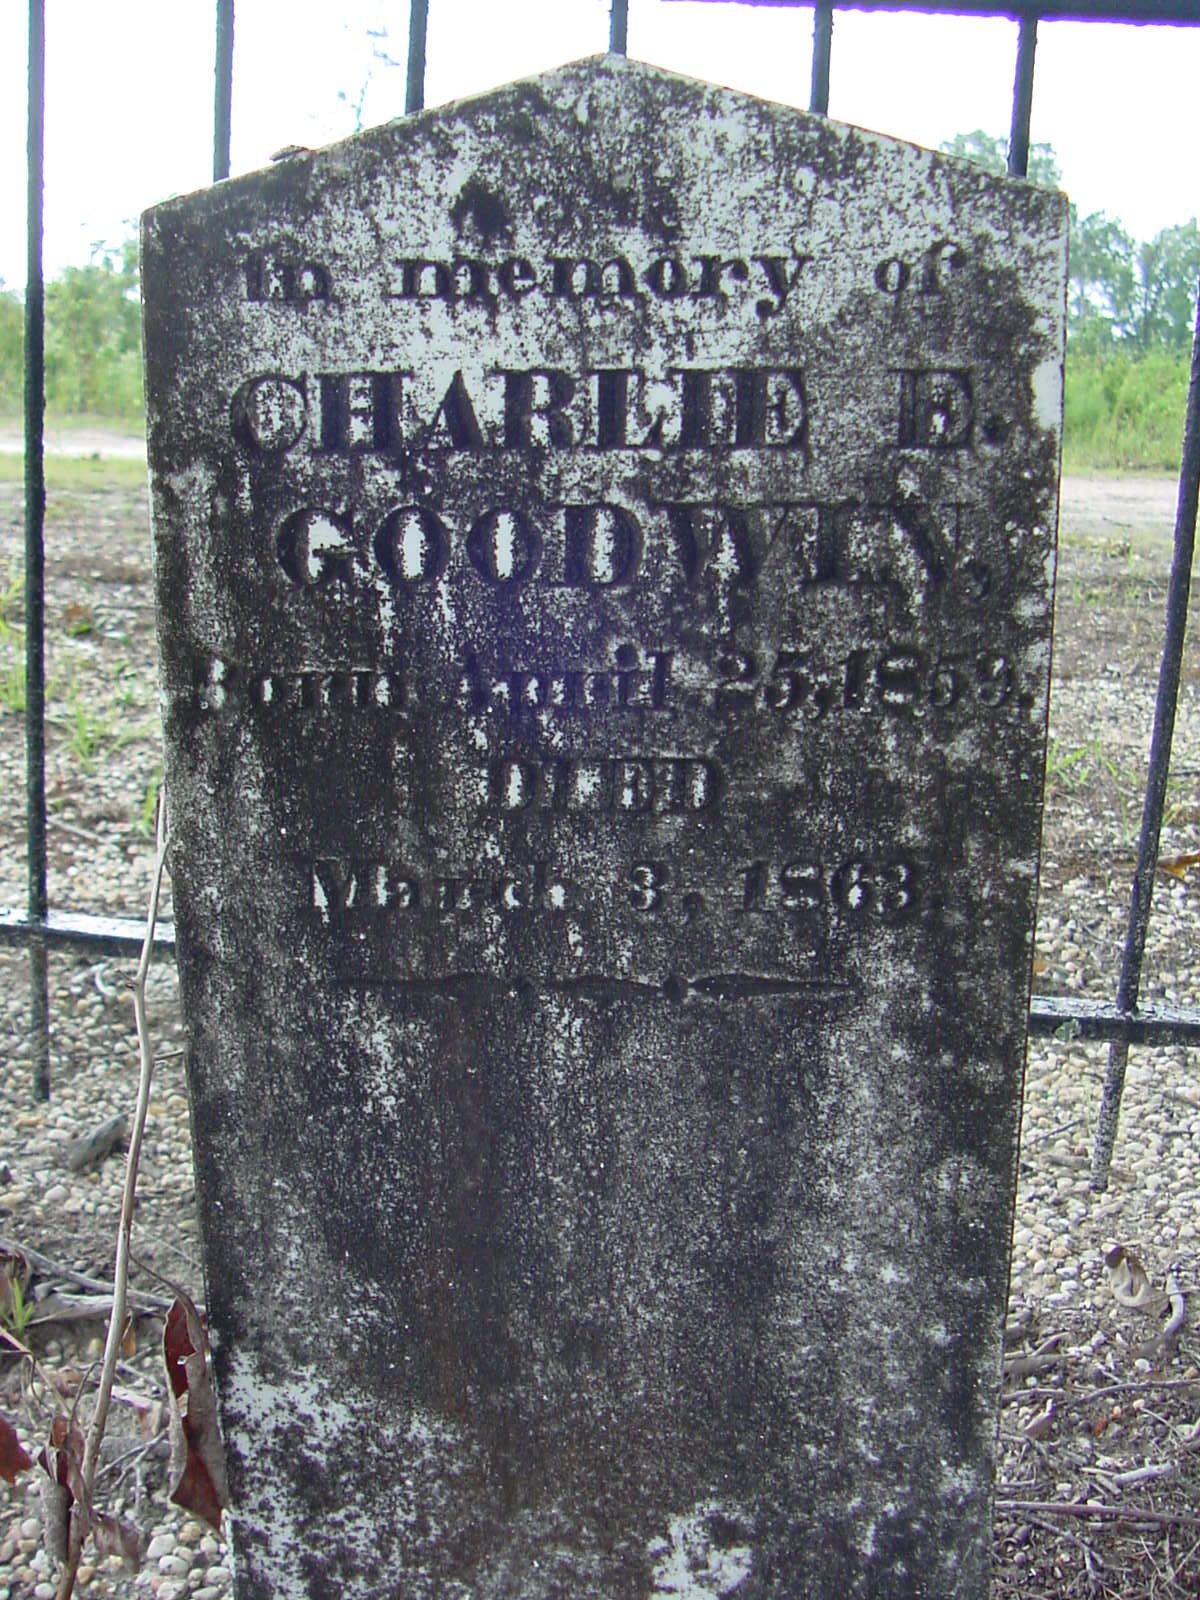 In memory of
CHARLIE E.
GOODWIN,
Born April 25, 1859.
DIED
March 3, 1863.